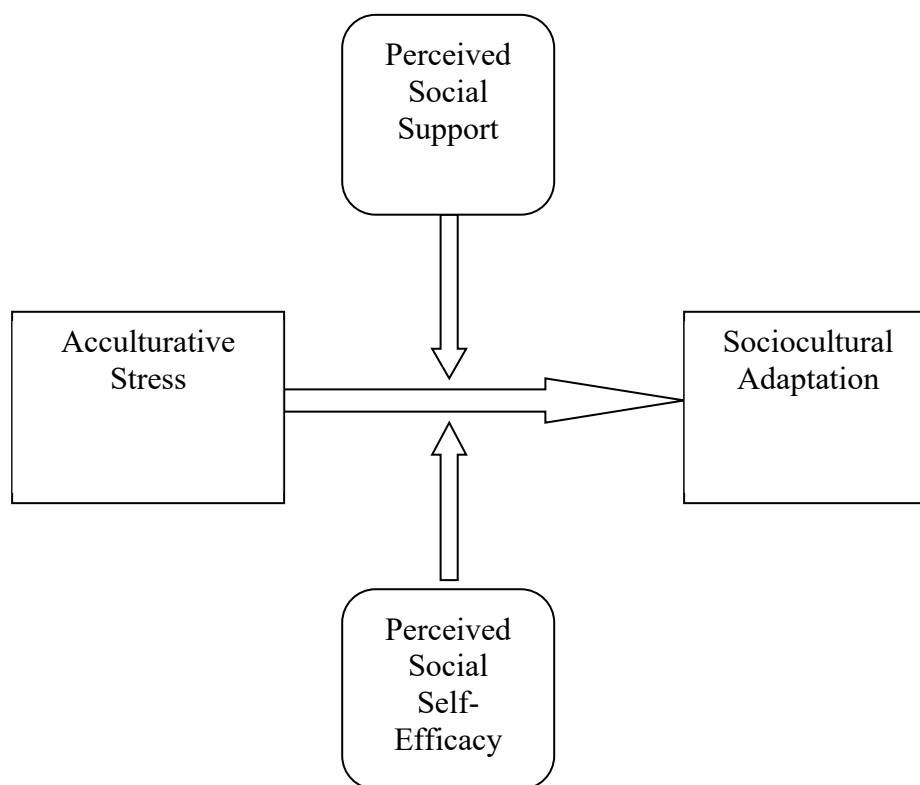 Perceived
Social
Support
Acculturative
Stress
Sociocultural
Adaptation
Perceived
Social
Self-
Efficacy